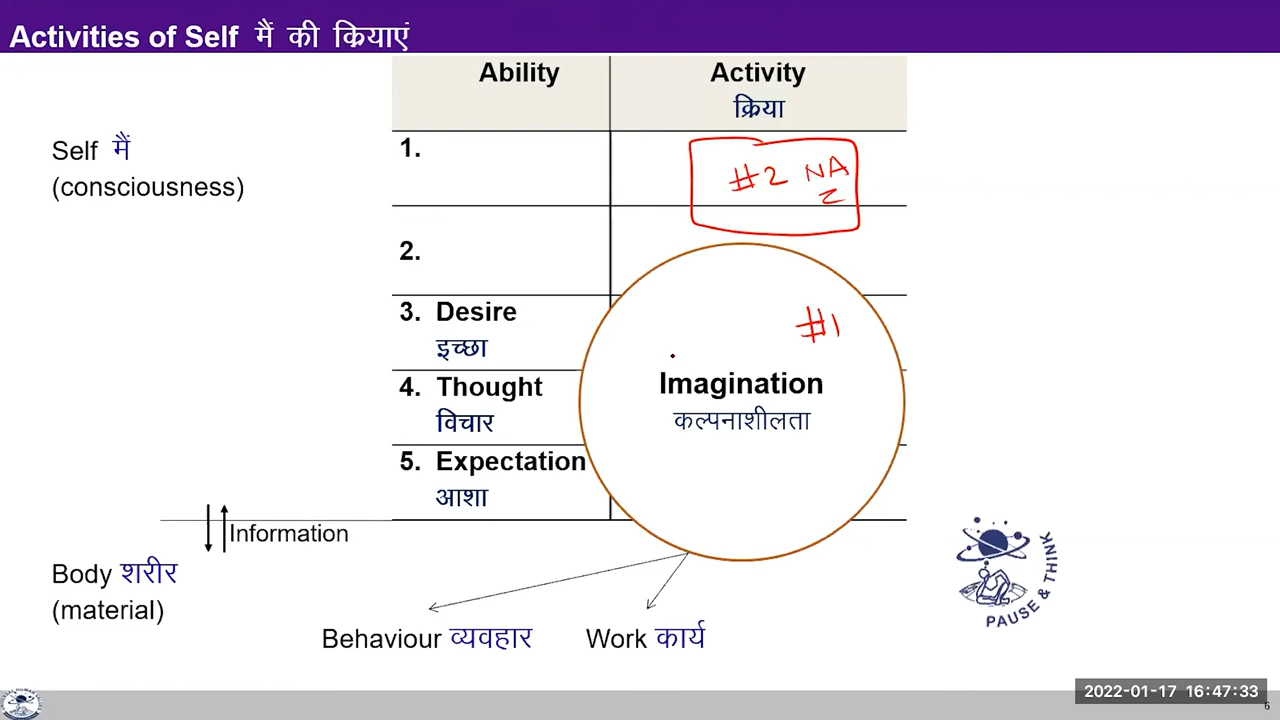 Activities of Self मैं की क्रियाएं
Ability
Activity
क्रिया
Self मैं
(consciousness)
1.
#2 NA
2.
3. Desire
इच्छा
#1
4. Thought
विचार
Imagination
कल्पनाशीलता
5. Expectation
आशा
Information
Body शरीर
(material)
Behaviour व्यवहार
Work कार्य
PAUSE & THINK
2022-01-17 16:47:33
6